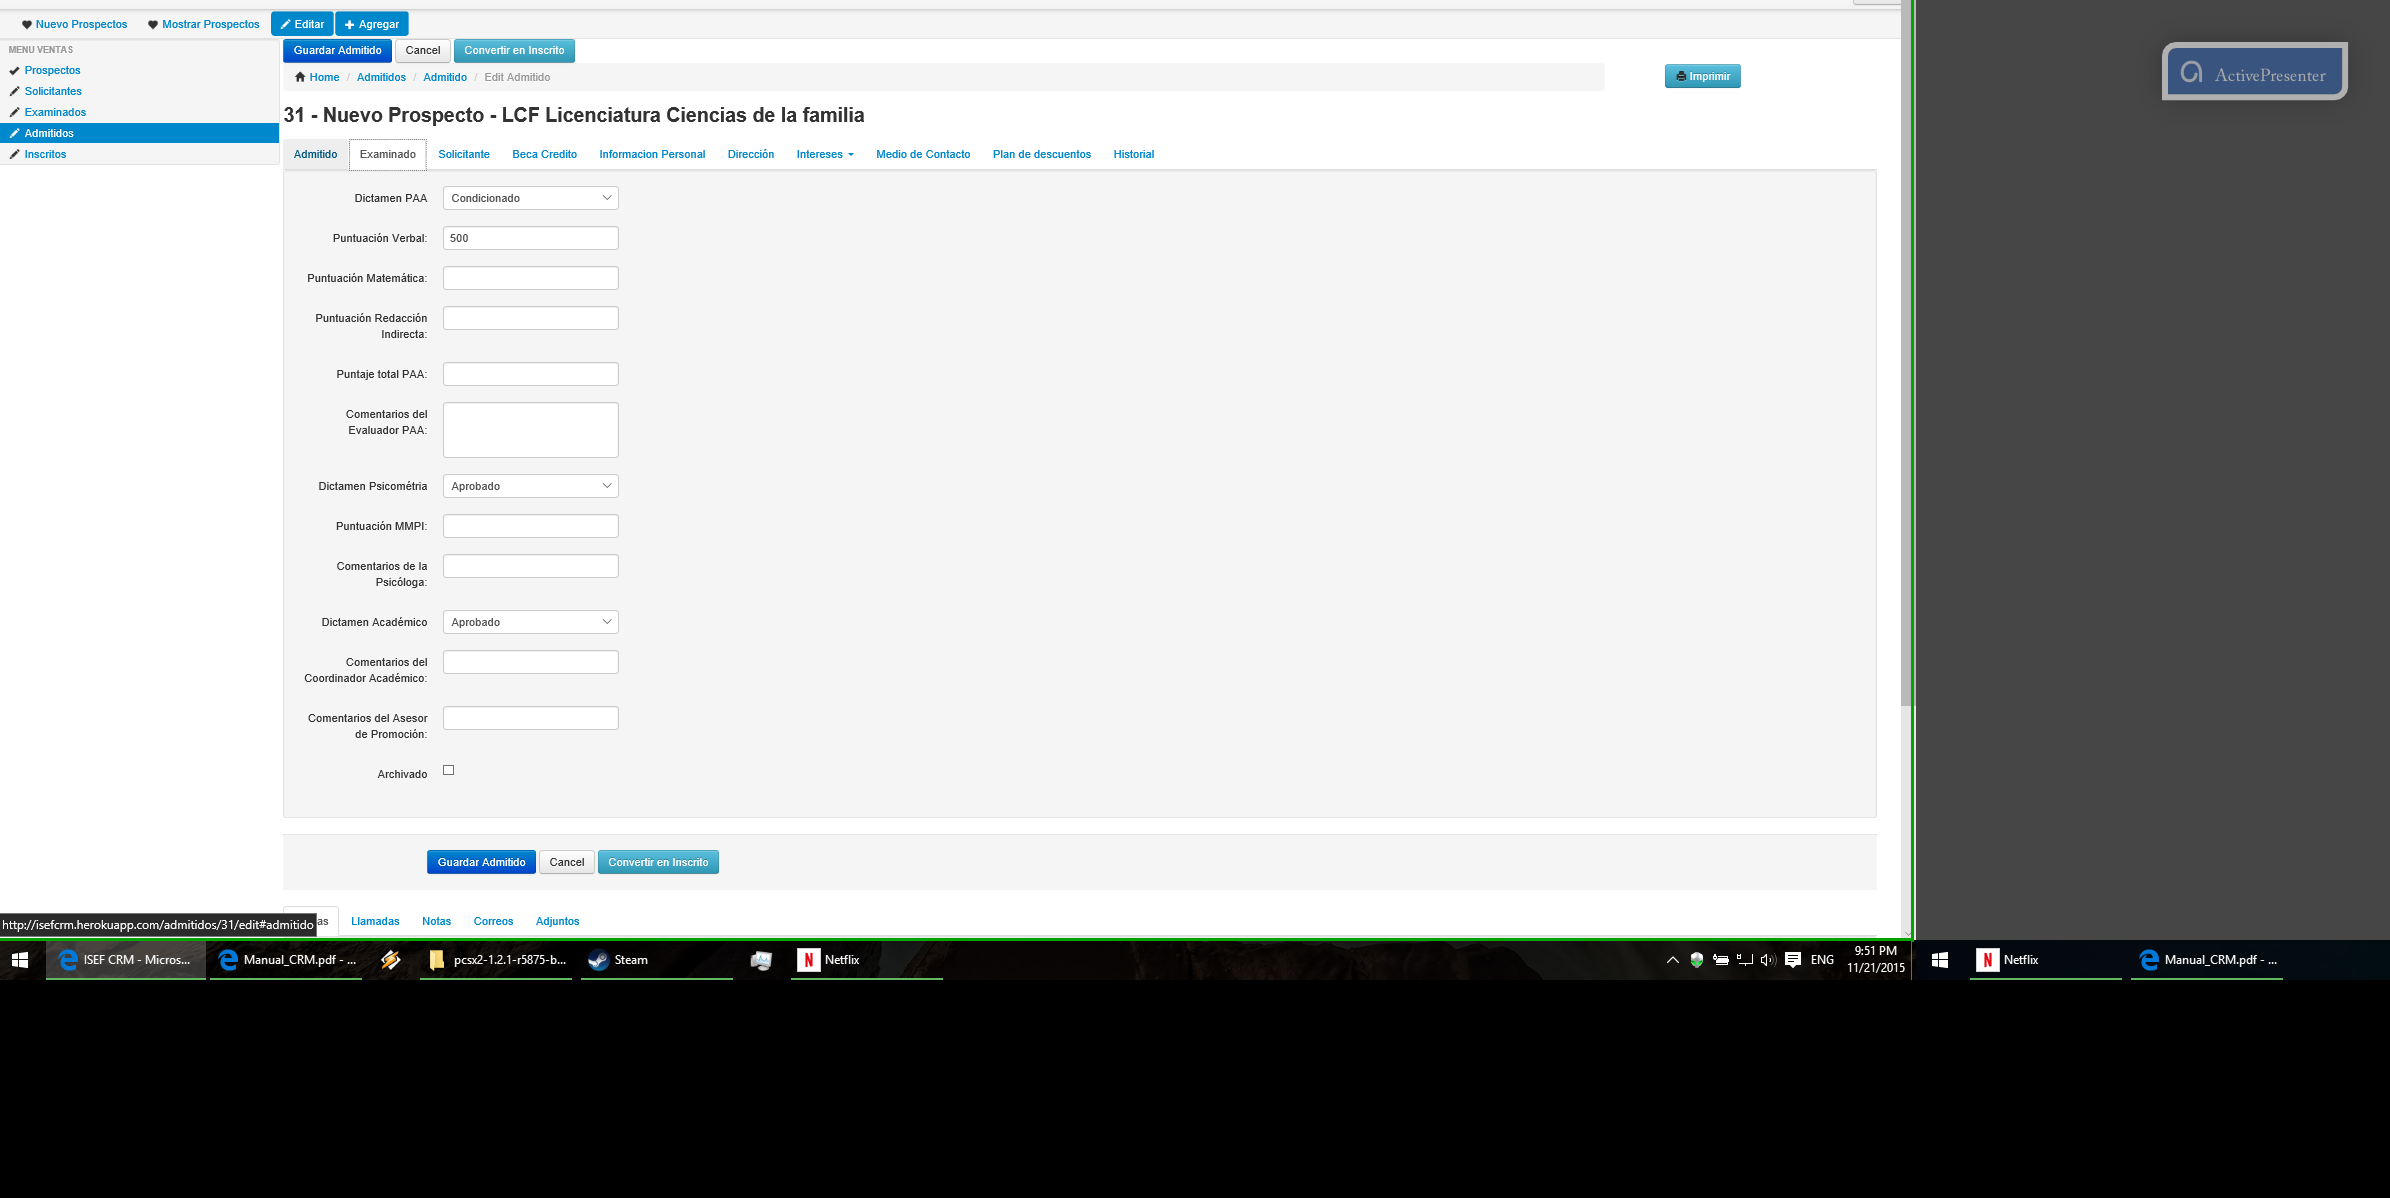 Nuevo Prospectos Mostrar Prospectos Editar Agregar
MENU VENTAS
Prospectos
Solicitantes
Examinados
Admitidos
Inscritos
Guardar Admitido Cancel Convertir en Inscrito
Home / Admitidos / Admitido / Edit Admitido
Imprimir
31 - Nuevo Prospecto - LCF Licenciatura Ciencias de la familia
Admitido Examinado Solicitante Beca Credito Informacion Personal Dirección Intereses Medio de Contacto Plan de descuentos Historial
Dictamen PAA Condicionado
Puntuación Verbal: 500
Puntuación Matemática:
Puntuación Redacción
Indirecta:
Puntaje total PAA:
Comentarios del
Evaluador PAA:
Dictamen Psicométria Aprobado
Puntuación MMPI:
Comentarios de la
Psicóloga:
Dictamen Académico Aprobado
Comentarios del
Coordinador Académico:
Comentarios del Asesor
de Promoción:
Archivado
Guardar Admitido Cancel Convertir en Inscrito
as Llamadas Notas Correos Adjuntos
http://isefcrm.herokuapp.com/admitidos/31/edit#admitido
ISEF CRM - Micros... Manual_CRM.pdf - ... pcsx2-1.2.1-r5875-b... Steam N Netflix
ENG
9:51 PM
11/21/2015
N Netflix Manual_CRM.pdf - ...
ActivePresenter